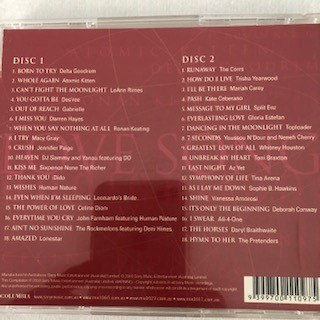 DISC 1
1. BORN TO TRY Delta Goodrem
2. WHOLE AGAIN Atomic Kitten
3. CAN'T FIGHT THE MOONLIGHT LeAnn Rimes
4. YOU GOTTA BE Des'ree
5. OUT OF REACH Gabrielle
6. I MISS YOU Darren Hayes
7. WHEN YOU SAY NOTHING AT ALL Ronan Keating
8. I TRY Macy Gray
9. CRUSH Jennifer Paige
10. HEAVEN DJ Sammy and Yanou featuring DO
11. KISS ME Sixpence None The Richer
12. THANK YOU Dido
13. WISHES Human Nature
14. EVEN WHEN I'M SLEEPING Leonardo's Bride
15. THE POWER OF LOVE Celine Dion
16. EVERYTIME YOU CRY John Farnham featuring Human Nature
17. AIN'T NO SUNSHINE The Rockmelons featuring Deni Hines
18. AMAZED Lonestar
DISC 2
1. RUNAWAY The Corrs
2. HOW DO I LIVE Trisha Yearwood
3. I'LL BE THERE Mariah Carey
4. PASH Kate Ceberano
5. MESSAGE TO MY GIRL Split Enz
6. EVERLASTING LOVE Gloria Estefan
7. DANCING IN THE MOONLIGHT Toploader
8. 7 SECONDS Youssou N'Dour and Neneh Cherry
9. GREATEST LOVE OF ALL Whitney Houston
10. UNBREAK MY HEART Toni Braxton
11. LAST NIGHT Az Yet
12. SYMPHONY OF LIFE Tina Arena
13. AS I LAY ME DOWN Sophie B. Hawkins
14. SHINE Vanessa Amorosi
15. IT'S ONLY THE BEGINNING Deborah Conway
16. I SWEAR All-4-One
17. THE HORSES Daryl Braithwaite
18. HYMN TO HER The Pretenders
COLUMBIA
9 399700 110975